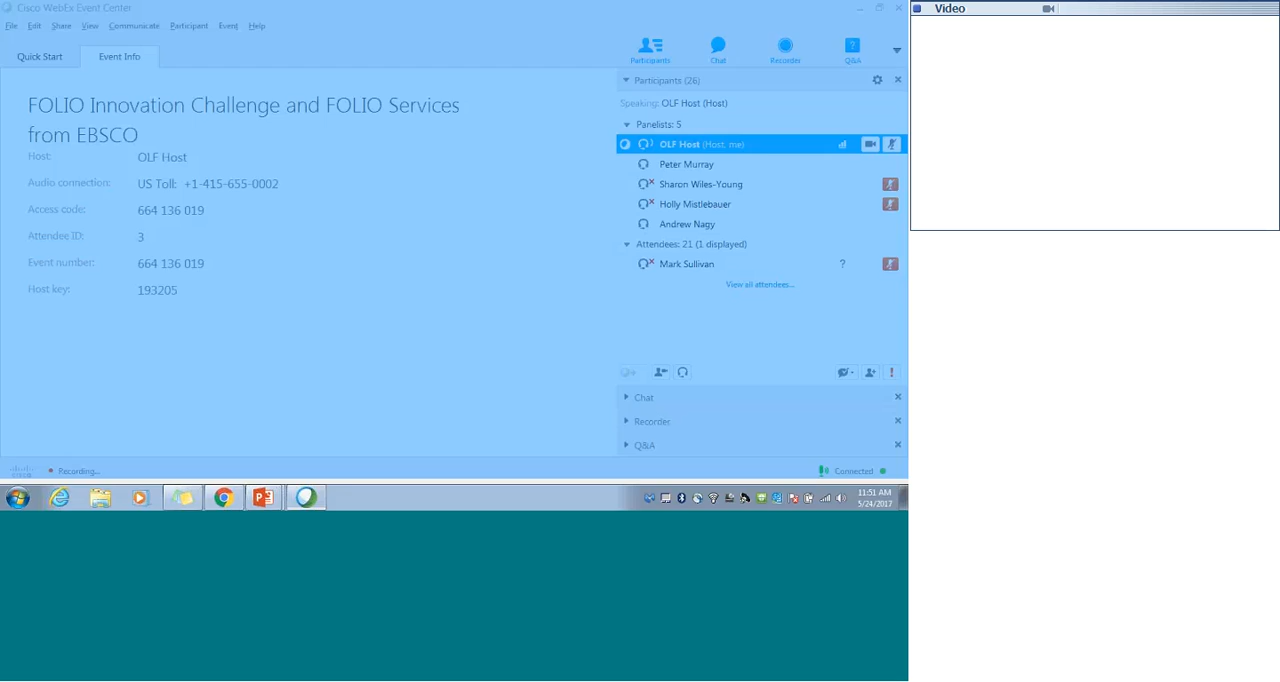 Cisco WebEx Event Center
File Edit Share View Communicate Participant Event Help
Quick Start
Event Info
FOLIO Innovation Challenge and FOLIO Services
from EBSCO
Host: OLF Host
Audio connection: US Toll: +1-415-655-0002
Access code: 664 136 019
Attendee ID: 3
Event number: 664 136 019
Host key: 193205
Recording...
Participants Chat Recorder Q&A
Participants (26)
Speaking: OLF Host (Host)
Panelists: 5
OLF Host (Host, me)
Peter Murray
Sharon Wiles-Young
Holly Mistlebauer
Andrew Nagy
Attendees: 21 (1 displayed)
Mark Sullivan ?
View all attendees...
Chat
Recorder
Q&A
Connected
11:51 AM
5/24/2017
Video